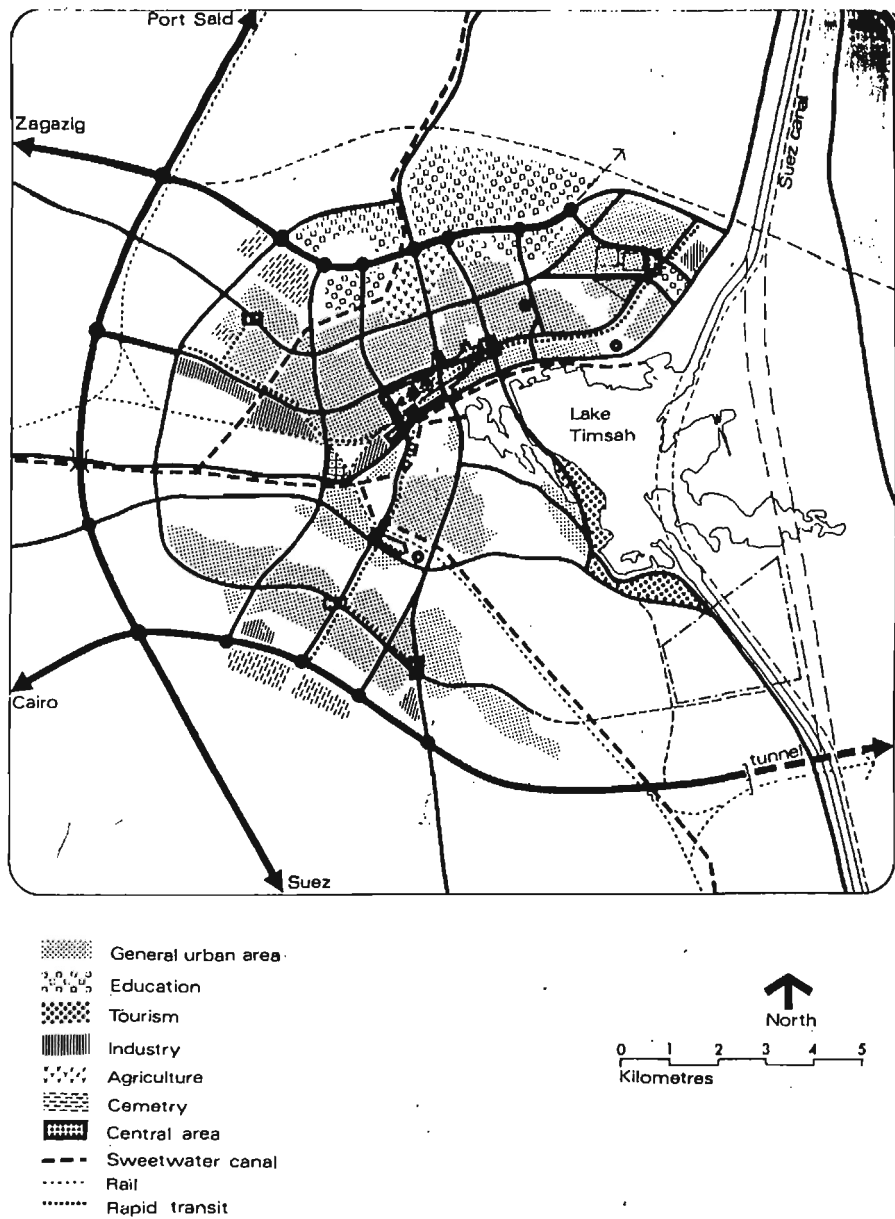 Port Said
Zagazig
Suez canal
Lake
Timsah
Cairo
tunnel
Suez
General urban area
Education
Tourism
Industry
Agriculture
Cemetry
Central area
Sweetwater canal
Rail
Rapid transit
North
0 1 2 3 4 5
Kilometres